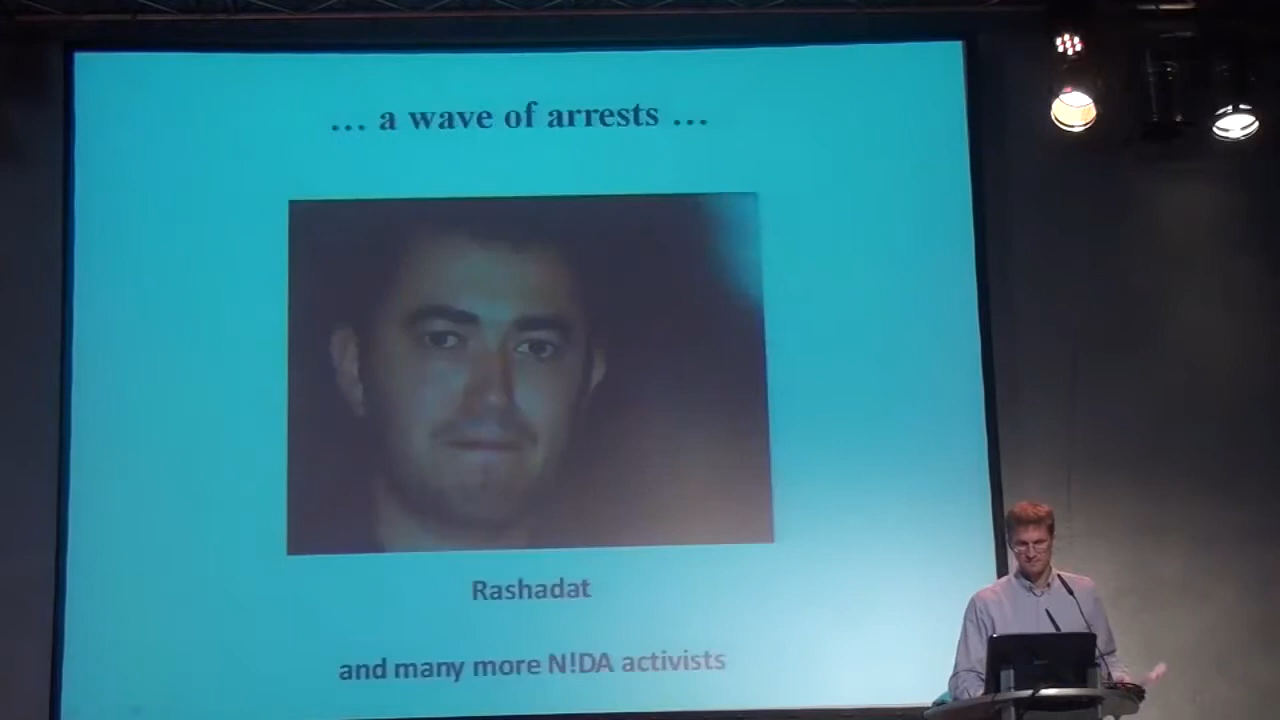 ... a wave of arrests ...
Rashadat
and many more N!DA activists